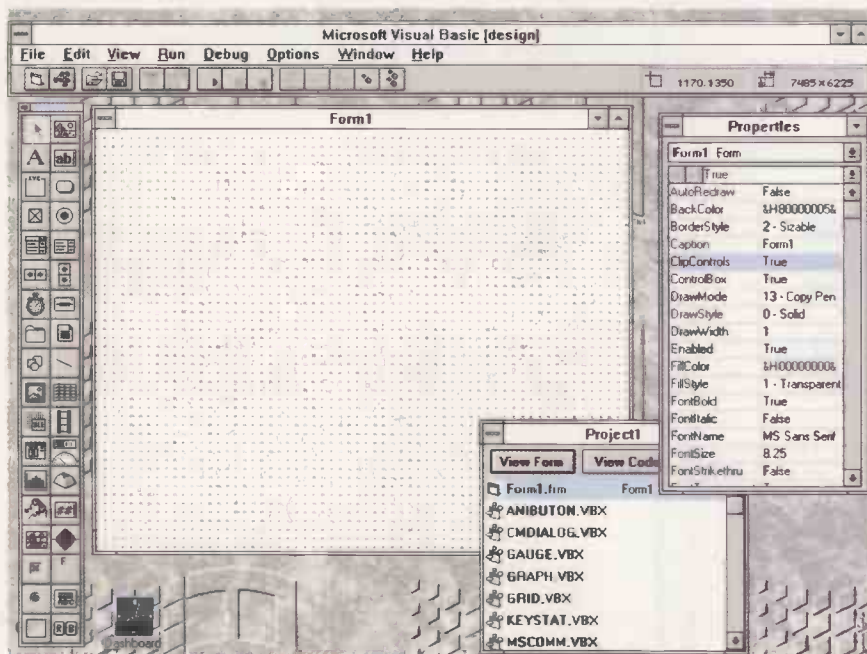 Microsoft Visual Basic [design]
File Edit View Run Debug Options Window Help
1170,1350 7485×6225
Form1
Properties
Form1 Form
True
AutoRedraw False
BackColor &H80000005&
BorderStyle 2 - Sizable
Caption Form1
ClipControls True
ControlBox True
DrawMode 13 - Copy Pen
DrawStyle 0 - Solid
DrawWidth 1
Enabled True
FillColor &H00000000&
FillStyle 1 - Transparent
FontBold True
FontItalic False
FontName MS Sans Serif
FontSize 8.25
FontStrikethru False
A ab
Project1
View Form View Code
Form1.frm Form1
ANIBUTON.VBX
CMDIALOG.VBX
GAUGE.VBX
GRAPH.VBX
GRID.VBX
KEYSTAT.VBX
MSCOMM.VBX
##
Dashboard